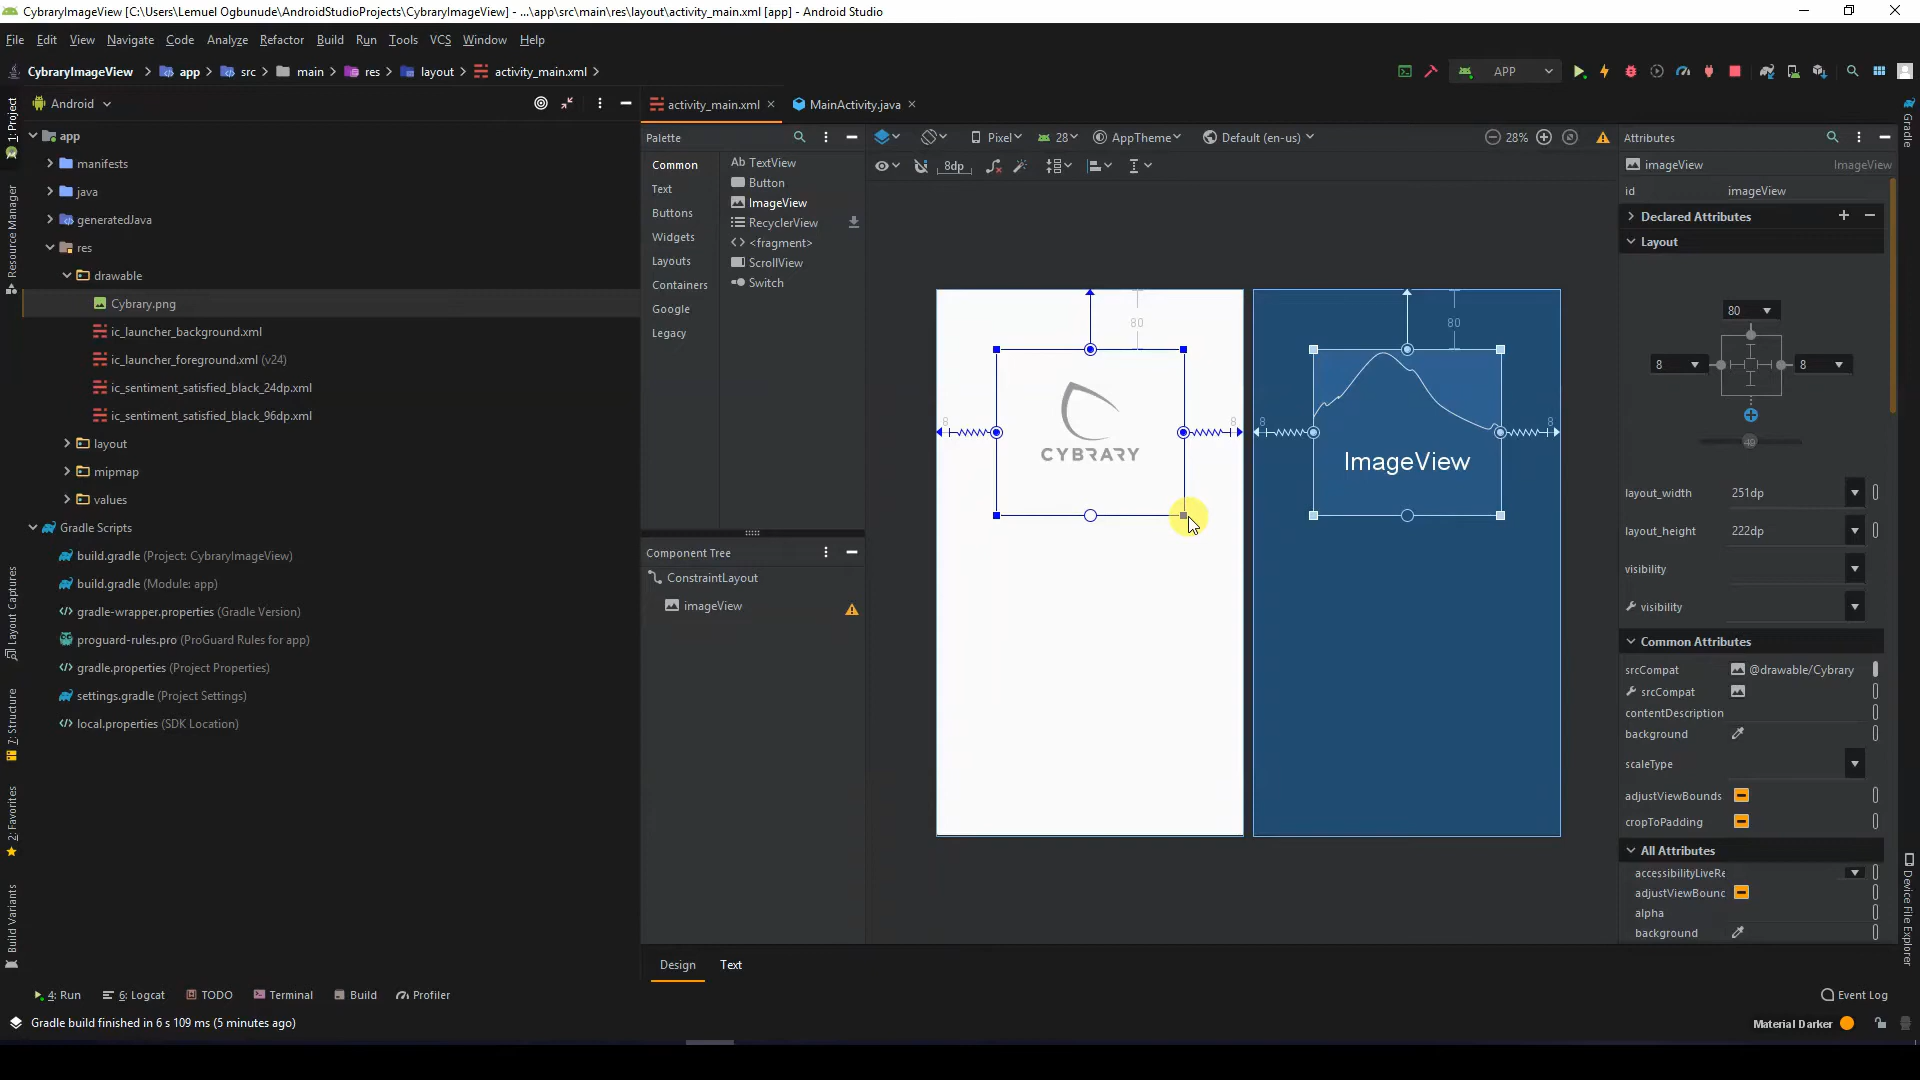 CybraryImageView [C:\Users\Lemuel Ogbunude\AndroidStudioProjects\CybraryImageView] - ...\app\src\main\res\layout\activity_main.xml [app] - Android Studio
File Edit View Navigate Code Analyze Refactor Build Run Tools VCS Window Help
CybraryImageView app src main res layout activity_main.xml APP
1: Project
Resource Manager
Layout Captures
7: Structure
2: Favorites
Build Variants
Android
app
manifests
java
generatedJava
res
drawable
Cybrary.png
ic_launcher_background.xml
ic_launcher_foreground.xml (v24)
ic_sentiment_satisfied_black_24dp.xml
ic_sentiment_satisfied_black_96dp.xml
layout
mipmap
values
Gradle Scripts
build.gradle (Project: CybraryImageView)
build.gradle (Module: app)
gradle-wrapper.properties (Gradle Version)
proguard-rules.pro (ProGuard Rules for app)
gradle.properties (Project Properties)
settings.gradle (Project Settings)
local.properties (SDK Location)
activity_main.xml MainActivity.java
Palette
Common
Text
Buttons
Widgets
Layouts
Containers
Google
Legacy
Ab TextView
Button
ImageView
RecyclerView
<fragment>
ScrollView
Switch
Component Tree
ConstraintLayout
imageView
Pixel 28 AppTheme Default (en-us) 28%
8dp
80
8 8
CYBRARY
80
8 8
ImageView
Design Text
Attributes
imageView ImageView
id imageView
Declared Attributes
Layout
80
8 8
layout_width 251dp
layout_height 222dp
visibility
visibility
Common Attributes
srcCompat @drawable/Cybrary
srcCompat
contentDescription
background
scaleType
adjustViewBounds
cropToPadding
All Attributes
accessibilityLiveRe
adjustViewBounc
alpha
background
Gradle
Device File Explorer
4: Run 6: Logcat TODO Terminal Build Profiler Event Log
Gradle build finished in 6 s 109 ms (5 minutes ago) Material Darker